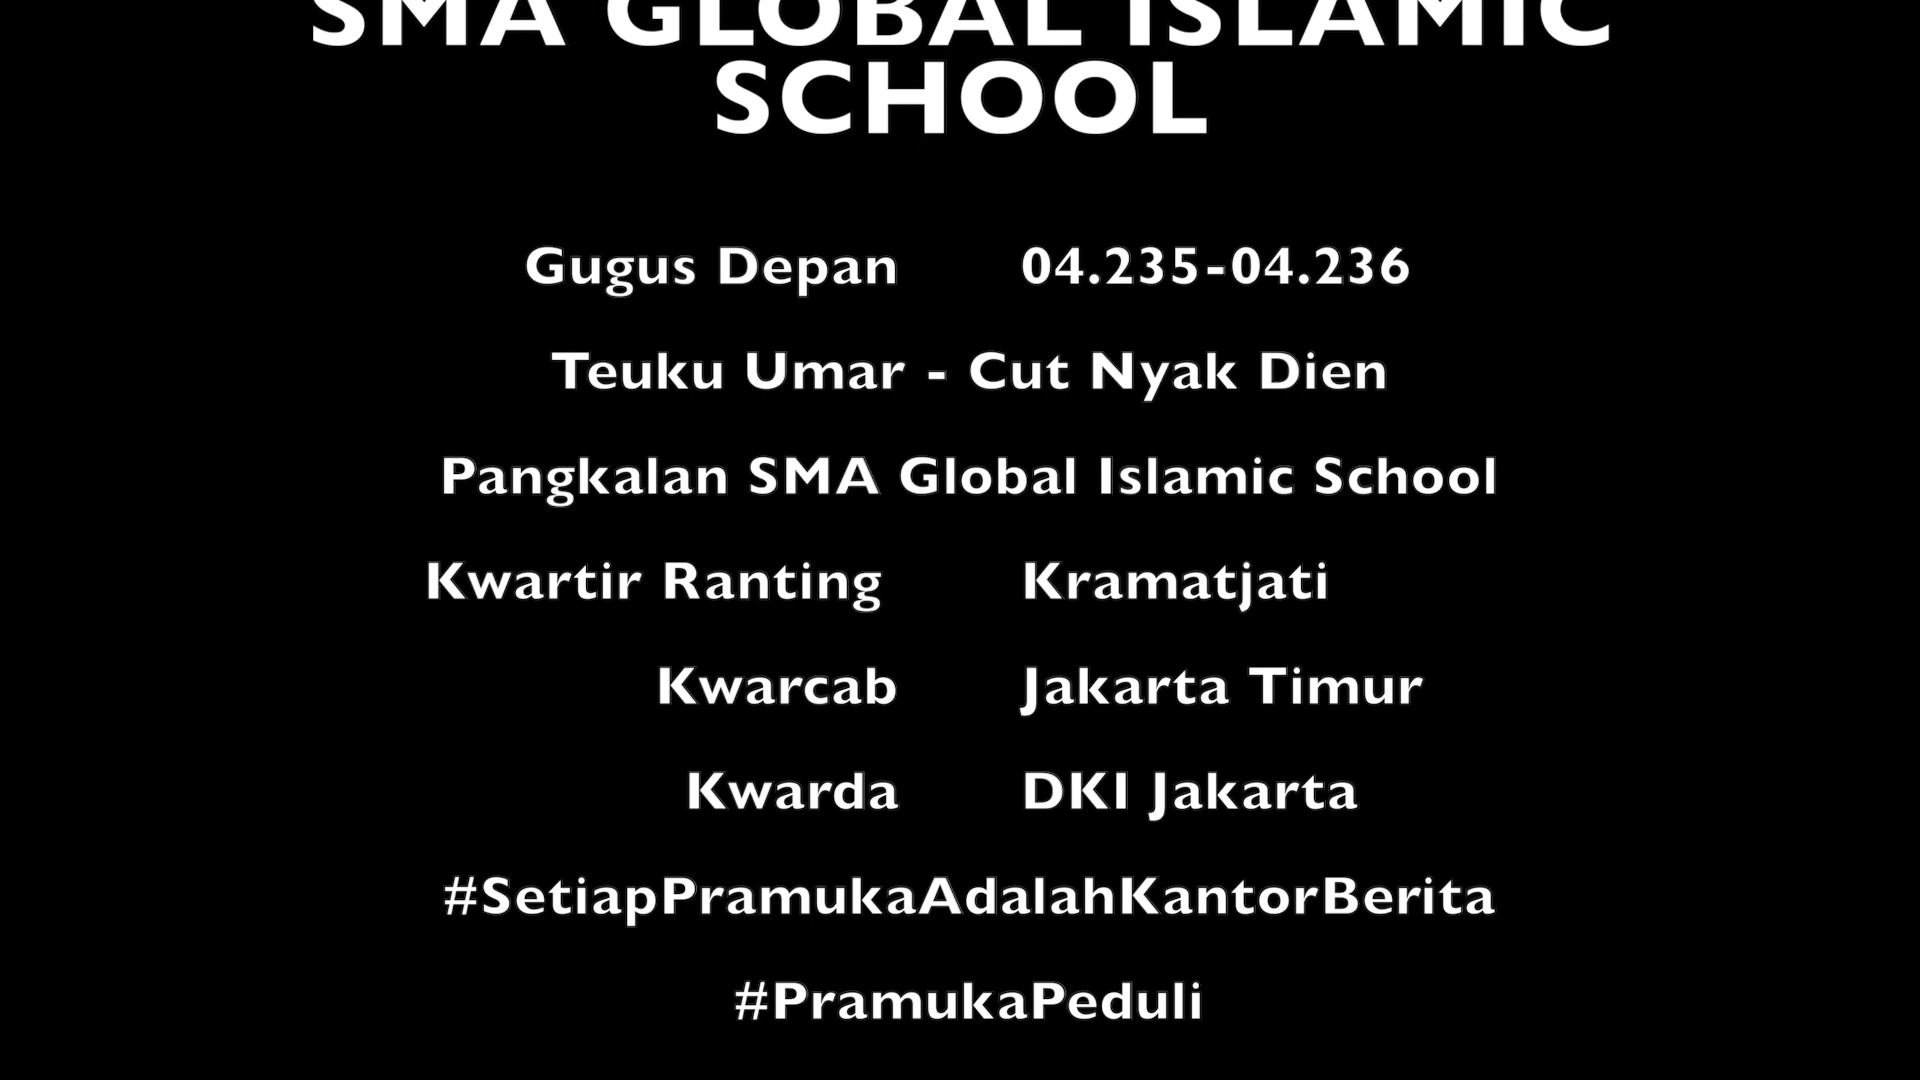 SMA GLOBAL ISLAMIC
SCHOOL
Gugus Depan 04.235-04.236
Teuku Umar - Cut Nyak Dien
Pangkalan SMA Global Islamic School
Kwartir Ranting Kramatjati
Kwarcab Jakarta Timur
Kwarda DKI Jakarta
#SetiapPramukaAdalahKantorBerita
#PramukaPeduli